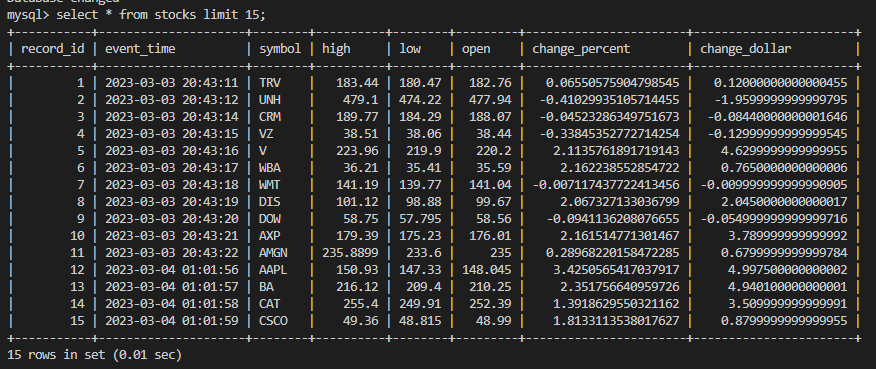 Database changed
mysql> select * from stocks limit 15;
+-----------+---------------------+--------+----------+--------+---------+-----------------------+-----------------------+
| record_id | event_time          | symbol | high     | low    | open    | change_percent        | change_dollar         |
+-----------+---------------------+--------+----------+--------+---------+-----------------------+-----------------------+
|         1 | 2023-03-03 20:43:11 | TRV    |   183.44 | 180.47 |  182.76 |   0.06550575904798545 |   0.12000000000000455 |
|         2 | 2023-03-03 20:43:12 | UNH    |    479.1 | 474.22 |  477.94 |  -0.41029935105714455 |   -1.9599999999999795 |
|         3 | 2023-03-03 20:43:14 | CRM    |   189.77 | 184.29 |  188.07 |  -0.04523286349751673 |  -0.08440000000001646 |
|         4 | 2023-03-03 20:43:15 | VZ     |    38.51 |  38.06 |   38.44 |  -0.33845352772714254 |  -0.12999999999999545 |
|         5 | 2023-03-03 20:43:16 | V      |   223.96 |  219.9 |   220.2 |    2.1135761891719143 |     4.629999999999955 |
|         6 | 2023-03-03 20:43:17 | WBA    |    36.21 |  35.41 |   35.59 |     2.162238552854722 |    0.7650000000000006 |
|         7 | 2023-03-03 20:43:18 | WMT    |   141.19 | 139.77 |  141.04 | -0.007117437722413456 | -0.009999999999990905 |
|         8 | 2023-03-03 20:43:19 | DIS    |   101.12 |  98.88 |   99.67 |     2.067327133036799 |    2.0450000000000017 |
|         9 | 2023-03-03 20:43:20 | DOW    |    58.75 | 57.795 |   58.56 |   -0.0941136208076655 | -0.054999999999999716 |
|        10 | 2023-03-03 20:43:21 | AXP    |   179.39 | 175.23 |  176.01 |     2.161514771301467 |     3.789999999999992 |
|        11 | 2023-03-03 20:43:22 | AMGN   | 235.8899 |  233.6 |     235 |   0.28968220158472285 |    0.6799999999999784 |
|        12 | 2023-03-04 01:01:56 | AAPL   |   150.93 | 147.33 | 148.045 |    3.4250565417037917 |     4.997500000000002 |
|        13 | 2023-03-04 01:01:57 | BA     |   216.12 |  209.4 |  210.25 |     2.351756640959726 |     4.940100000000001 |
|        14 | 2023-03-04 01:01:58 | CAT    |    255.4 | 249.91 |  252.39 |    1.3918629550321162 |     3.509999999999991 |
|        15 | 2023-03-04 01:01:59 | CSCO   |    49.36 | 48.815 |   48.99 |    1.8133113538017627 |    0.8799999999999955 |
+-----------+---------------------+--------+----------+--------+---------+-----------------------+-----------------------+
15 rows in set (0.01 sec)